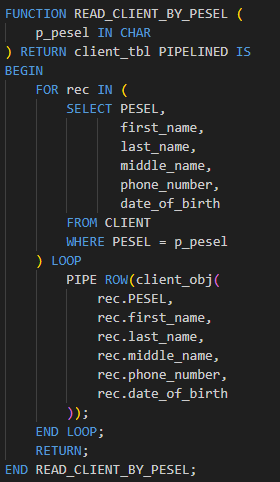 FUNCTION READ_CLIENT_BY_PESEL (
    p_pesel IN CHAR
) RETURN client_tbl PIPELINED IS
BEGIN
    FOR rec IN (
        SELECT PESEL,
               first_name,
               last_name,
               middle_name,
               phone_number,
               date_of_birth
        FROM CLIENT
        WHERE PESEL = p_pesel
    ) LOOP
        PIPE ROW(client_obj(
            rec.PESEL,
            rec.first_name,
            rec.last_name,
            rec.middle_name,
            rec.phone_number,
            rec.date_of_birth
        ));
    END LOOP;
    RETURN;
END READ_CLIENT_BY_PESEL;